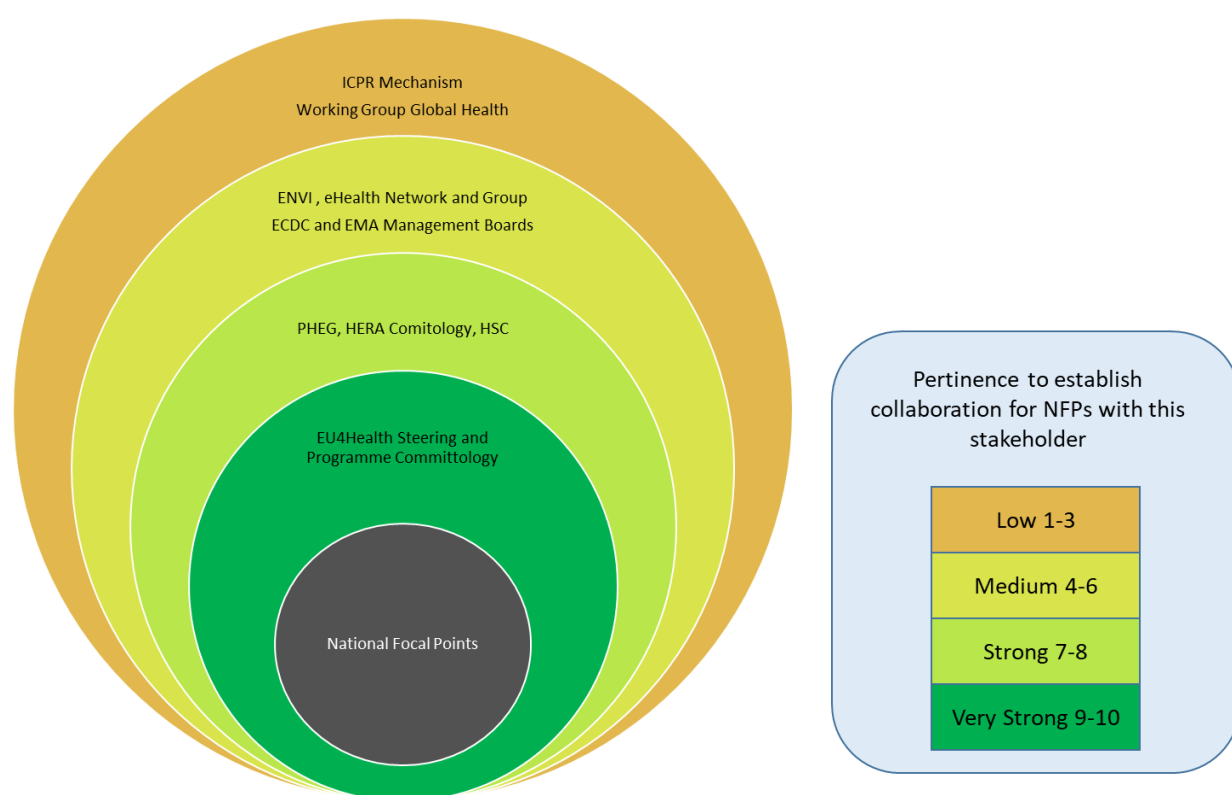 ICPR Mechanism
Working Group Global Health
ENVI , eHealth Network and Group
ECDC and EMA Management Boards
PHEG, HERA Comitology, HSC
EU4Health Steering and
Programme Committology
National Focal Points
Pertinence to establish
collaboration for NFPs with this
stakeholder
Low 1-3
Medium 4-6
Strong 7-8
Very Strong 9-10